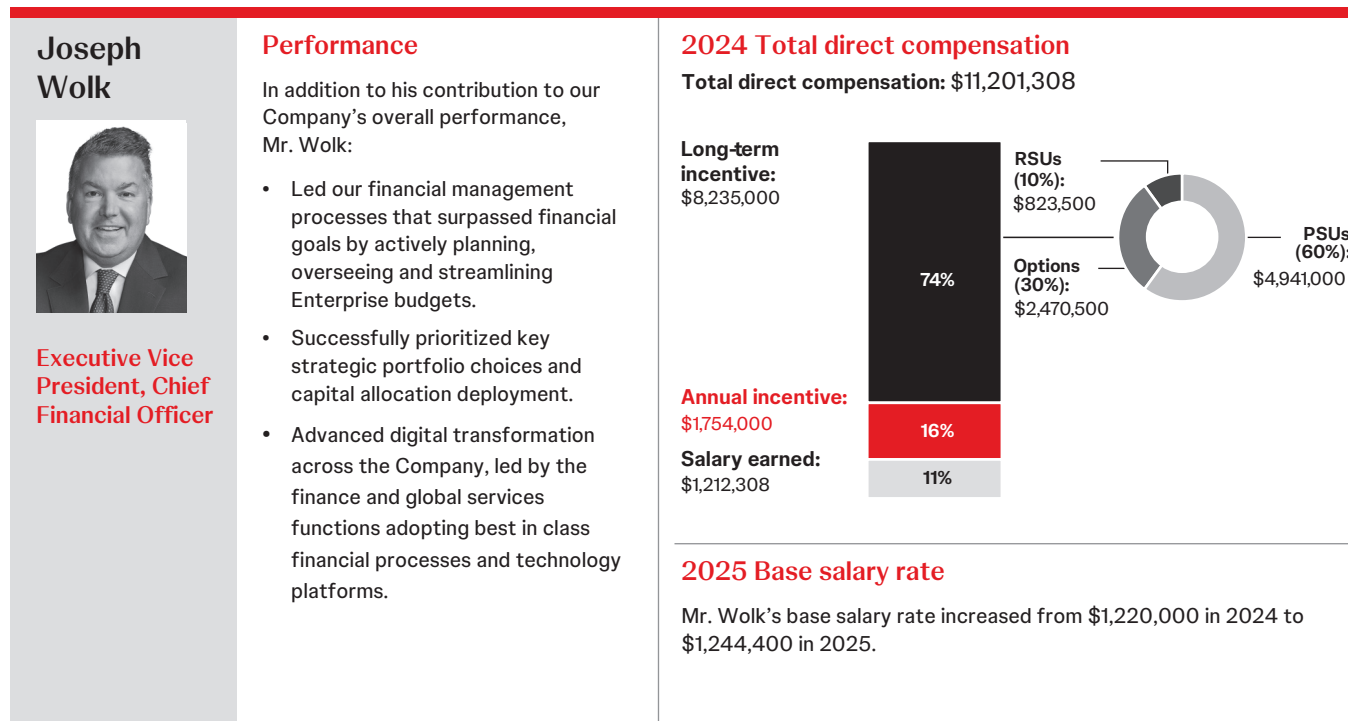 Joseph
Wolk
Executive Vice
President, Chief
Financial Officer
Performance
In addition to his contribution to our
Company's overall performance,
Mr. Wolk:
• Led our financial management
processes that surpassed financial
goals by actively planning,
overseeing and streamlining
Enterprise budgets.
• Successfully prioritized key
strategic portfolio choices and
capital allocation deployment.
• Advanced digital transformation
across the Company, led by the
finance and global services
functions adopting best in class
financial processes and technology
platforms.
2024 Total direct compensation
Total direct compensation: $11,201,308
Long-term
incentive:
$8,235,000
74%
RSUs
(10%):
$823,500
Options
(30%):
$2,470,500
PSUs
(60%):
$4,941,000
Annual incentive:
$1,754,000
16%
Salary earned:
$1,212,308
11%
2025 Base salary rate
Mr. Wolk's base salary rate increased from $1,220,000 in 2024 to
$1,244,400 in 2025.